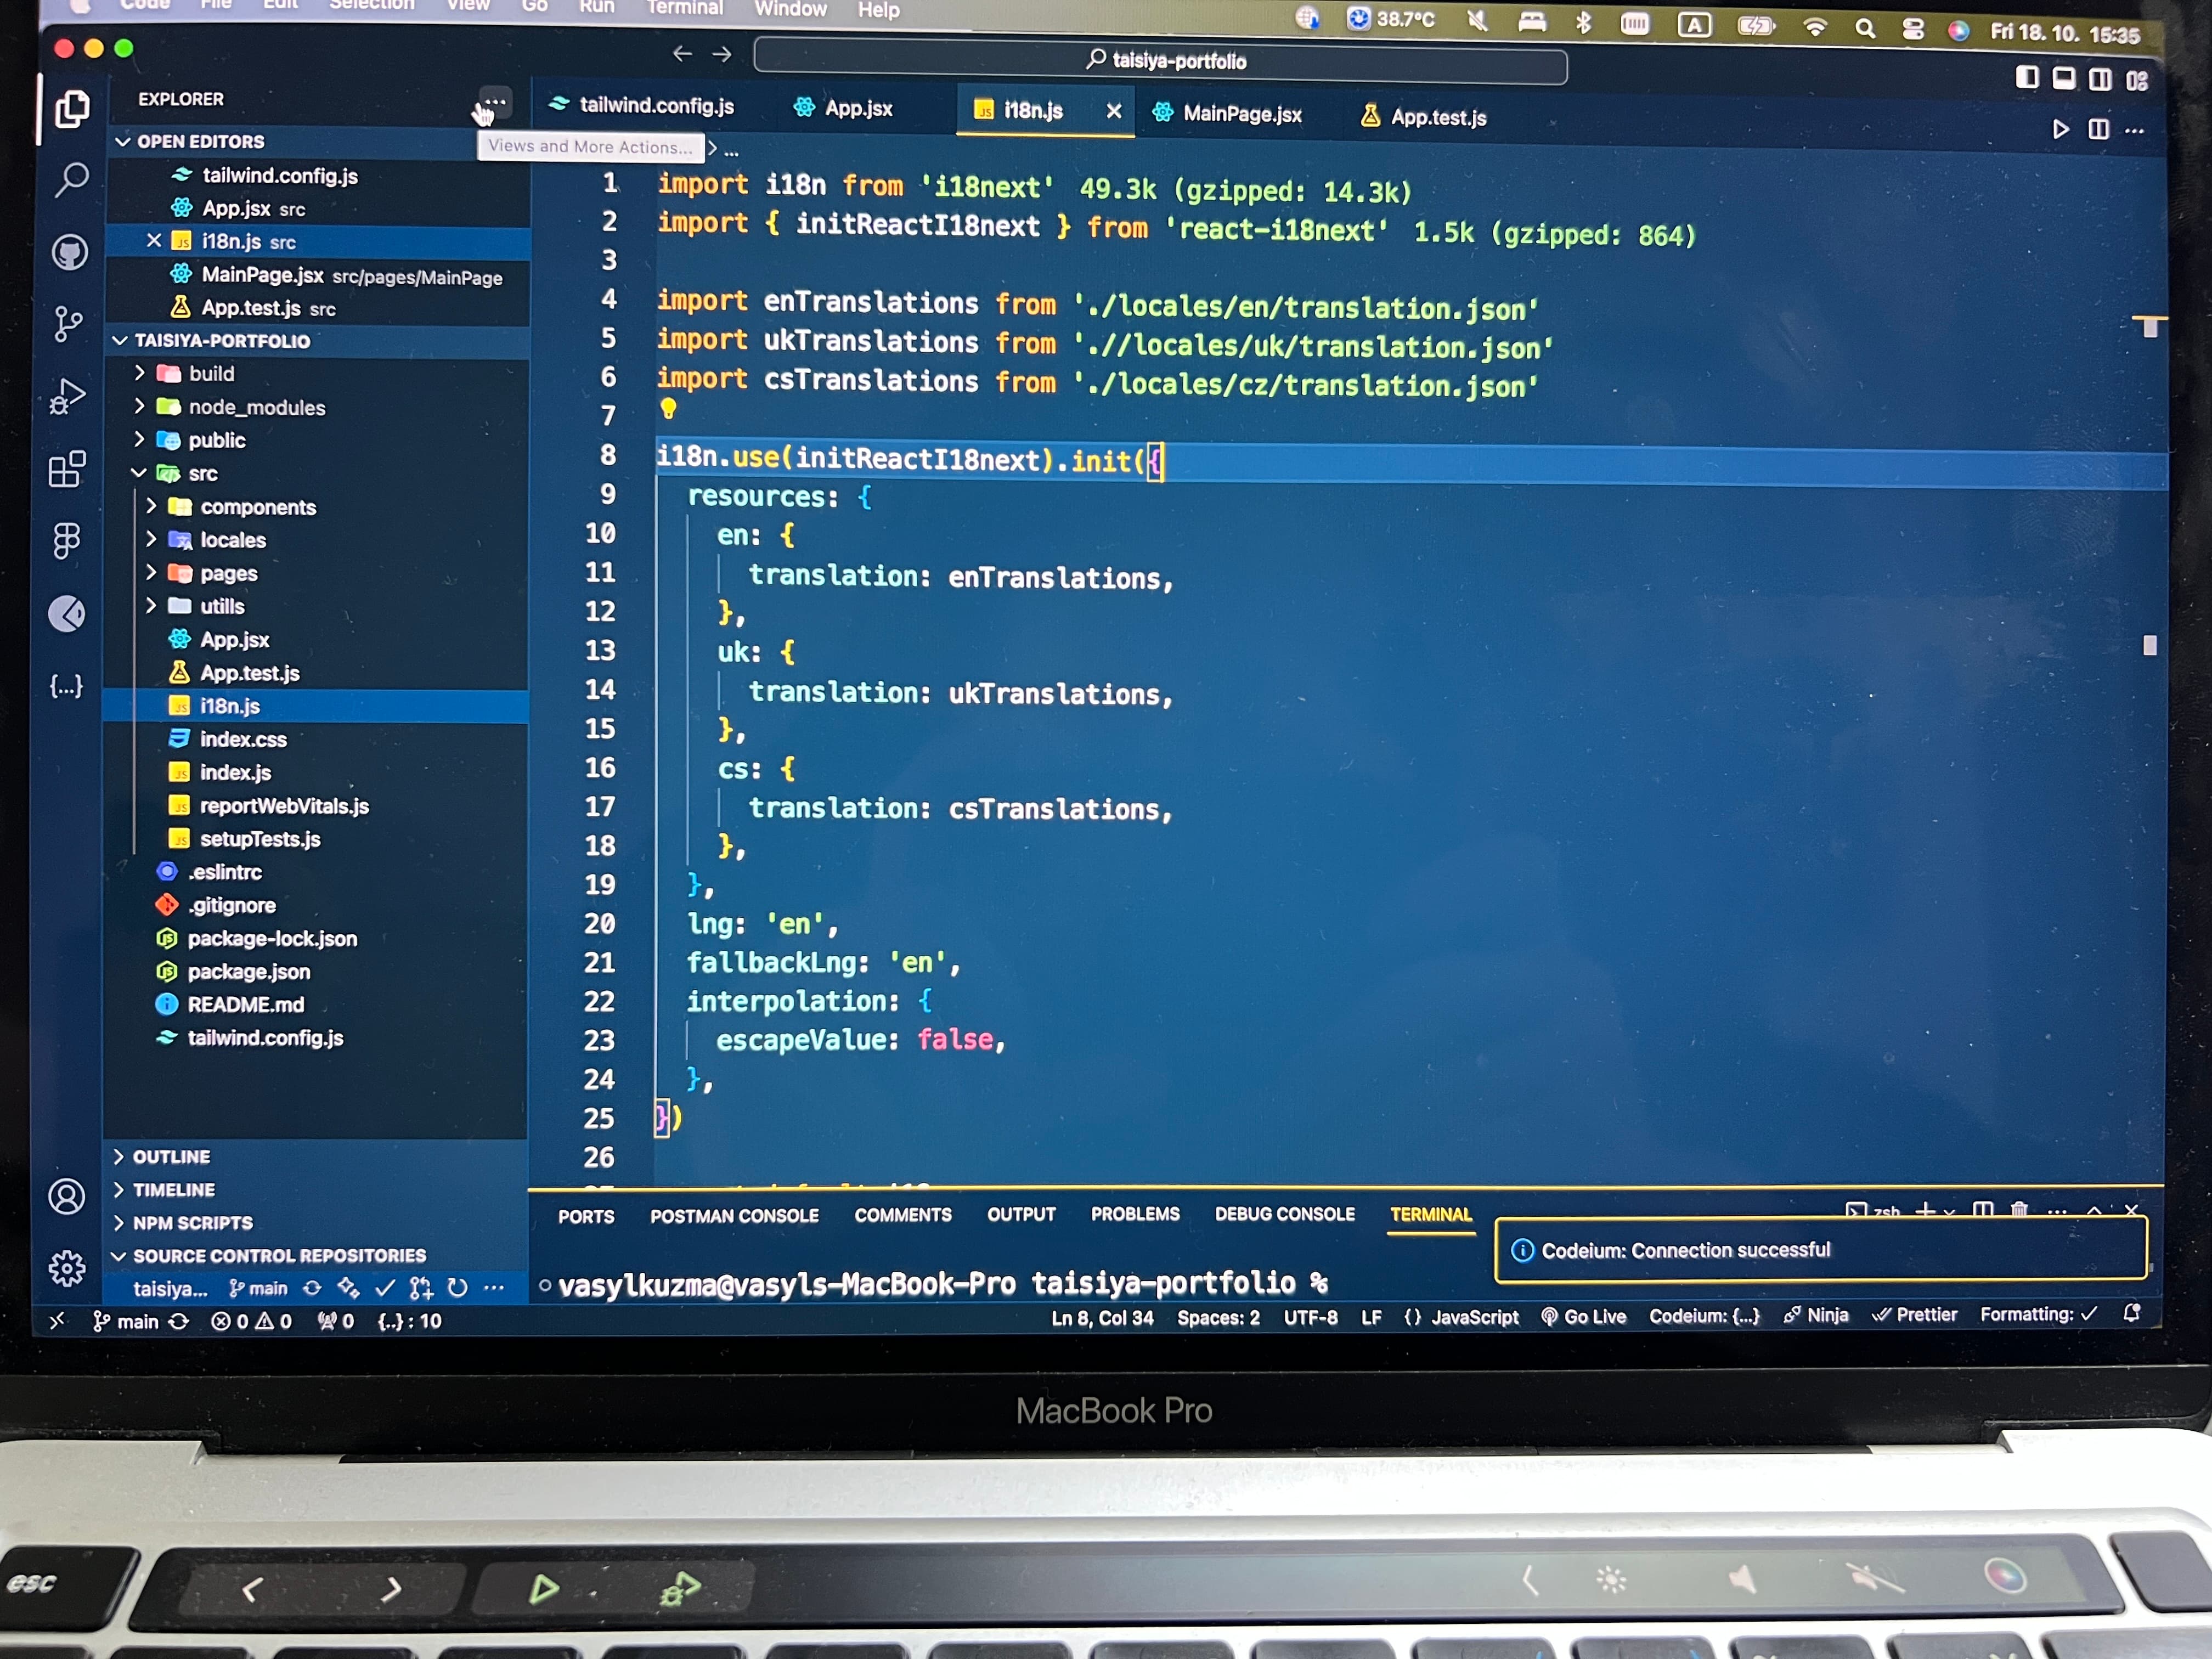 Code File Edit Selection View Go Run Terminal Window Help
38.7°C A Fri 18. 10. 15:35
taisiya-portfolio
EXPLORER
Views and More Actions...
OPEN EDITORS
tailwind.config.js
App.jsx src
i18n.js src
MainPage.jsx src/pages/MainPage
App.test.js src
TAISIYA-PORTFOLIO
build
node_modules
public
src
components
locales
pages
utills
App.jsx
App.test.js
i18n.js
index.css
index.js
reportWebVitals.js
setupTests.js
.eslintrc
.gitignore
package-lock.json
package.json
README.md
tailwind.config.js
OUTLINE
TIMELINE
NPM SCRIPTS
SOURCE CONTROL REPOSITORIES
taisiya... main
tailwind.config.js App.jsx i18n.js MainPage.jsx App.test.js
> ...
1 import i18n from 'i18next' 49.3k (gzipped: 14.3k)
2 import { initReactI18next } from 'react-i18next' 1.5k (gzipped: 864)
3
4 import enTranslations from './locales/en/translation.json'
5 import ukTranslations from './/locales/uk/translation.json'
6 import csTranslations from './locales/cz/translation.json'
7
8 i18n.use(initReactI18next).init({
9 resources: {
10 en: {
11 translation: enTranslations,
12 },
13 uk: {
14 translation: ukTranslations,
15 },
16 cs: {
17 translation: csTranslations,
18 },
19 },
20 lng: 'en',
21 fallbackLng: 'en',
22 interpolation: {
23 escapeValue: false,
24 },
25 })
26
PORTS POSTMAN CONSOLE COMMENTS OUTPUT PROBLEMS DEBUG CONSOLE TERMINAL zsh
Codeium: Connection successful
vasylkuzma@vasyls-MacBook-Pro taisiya-portfolio %
main 0 0 0 {..} : 10 Ln 8, Col 34 Spaces: 2 UTF-8 LF {} JavaScript Go Live Codeium: {...} Ninja Prettier Formatting: ✓
MacBook Pro
esc